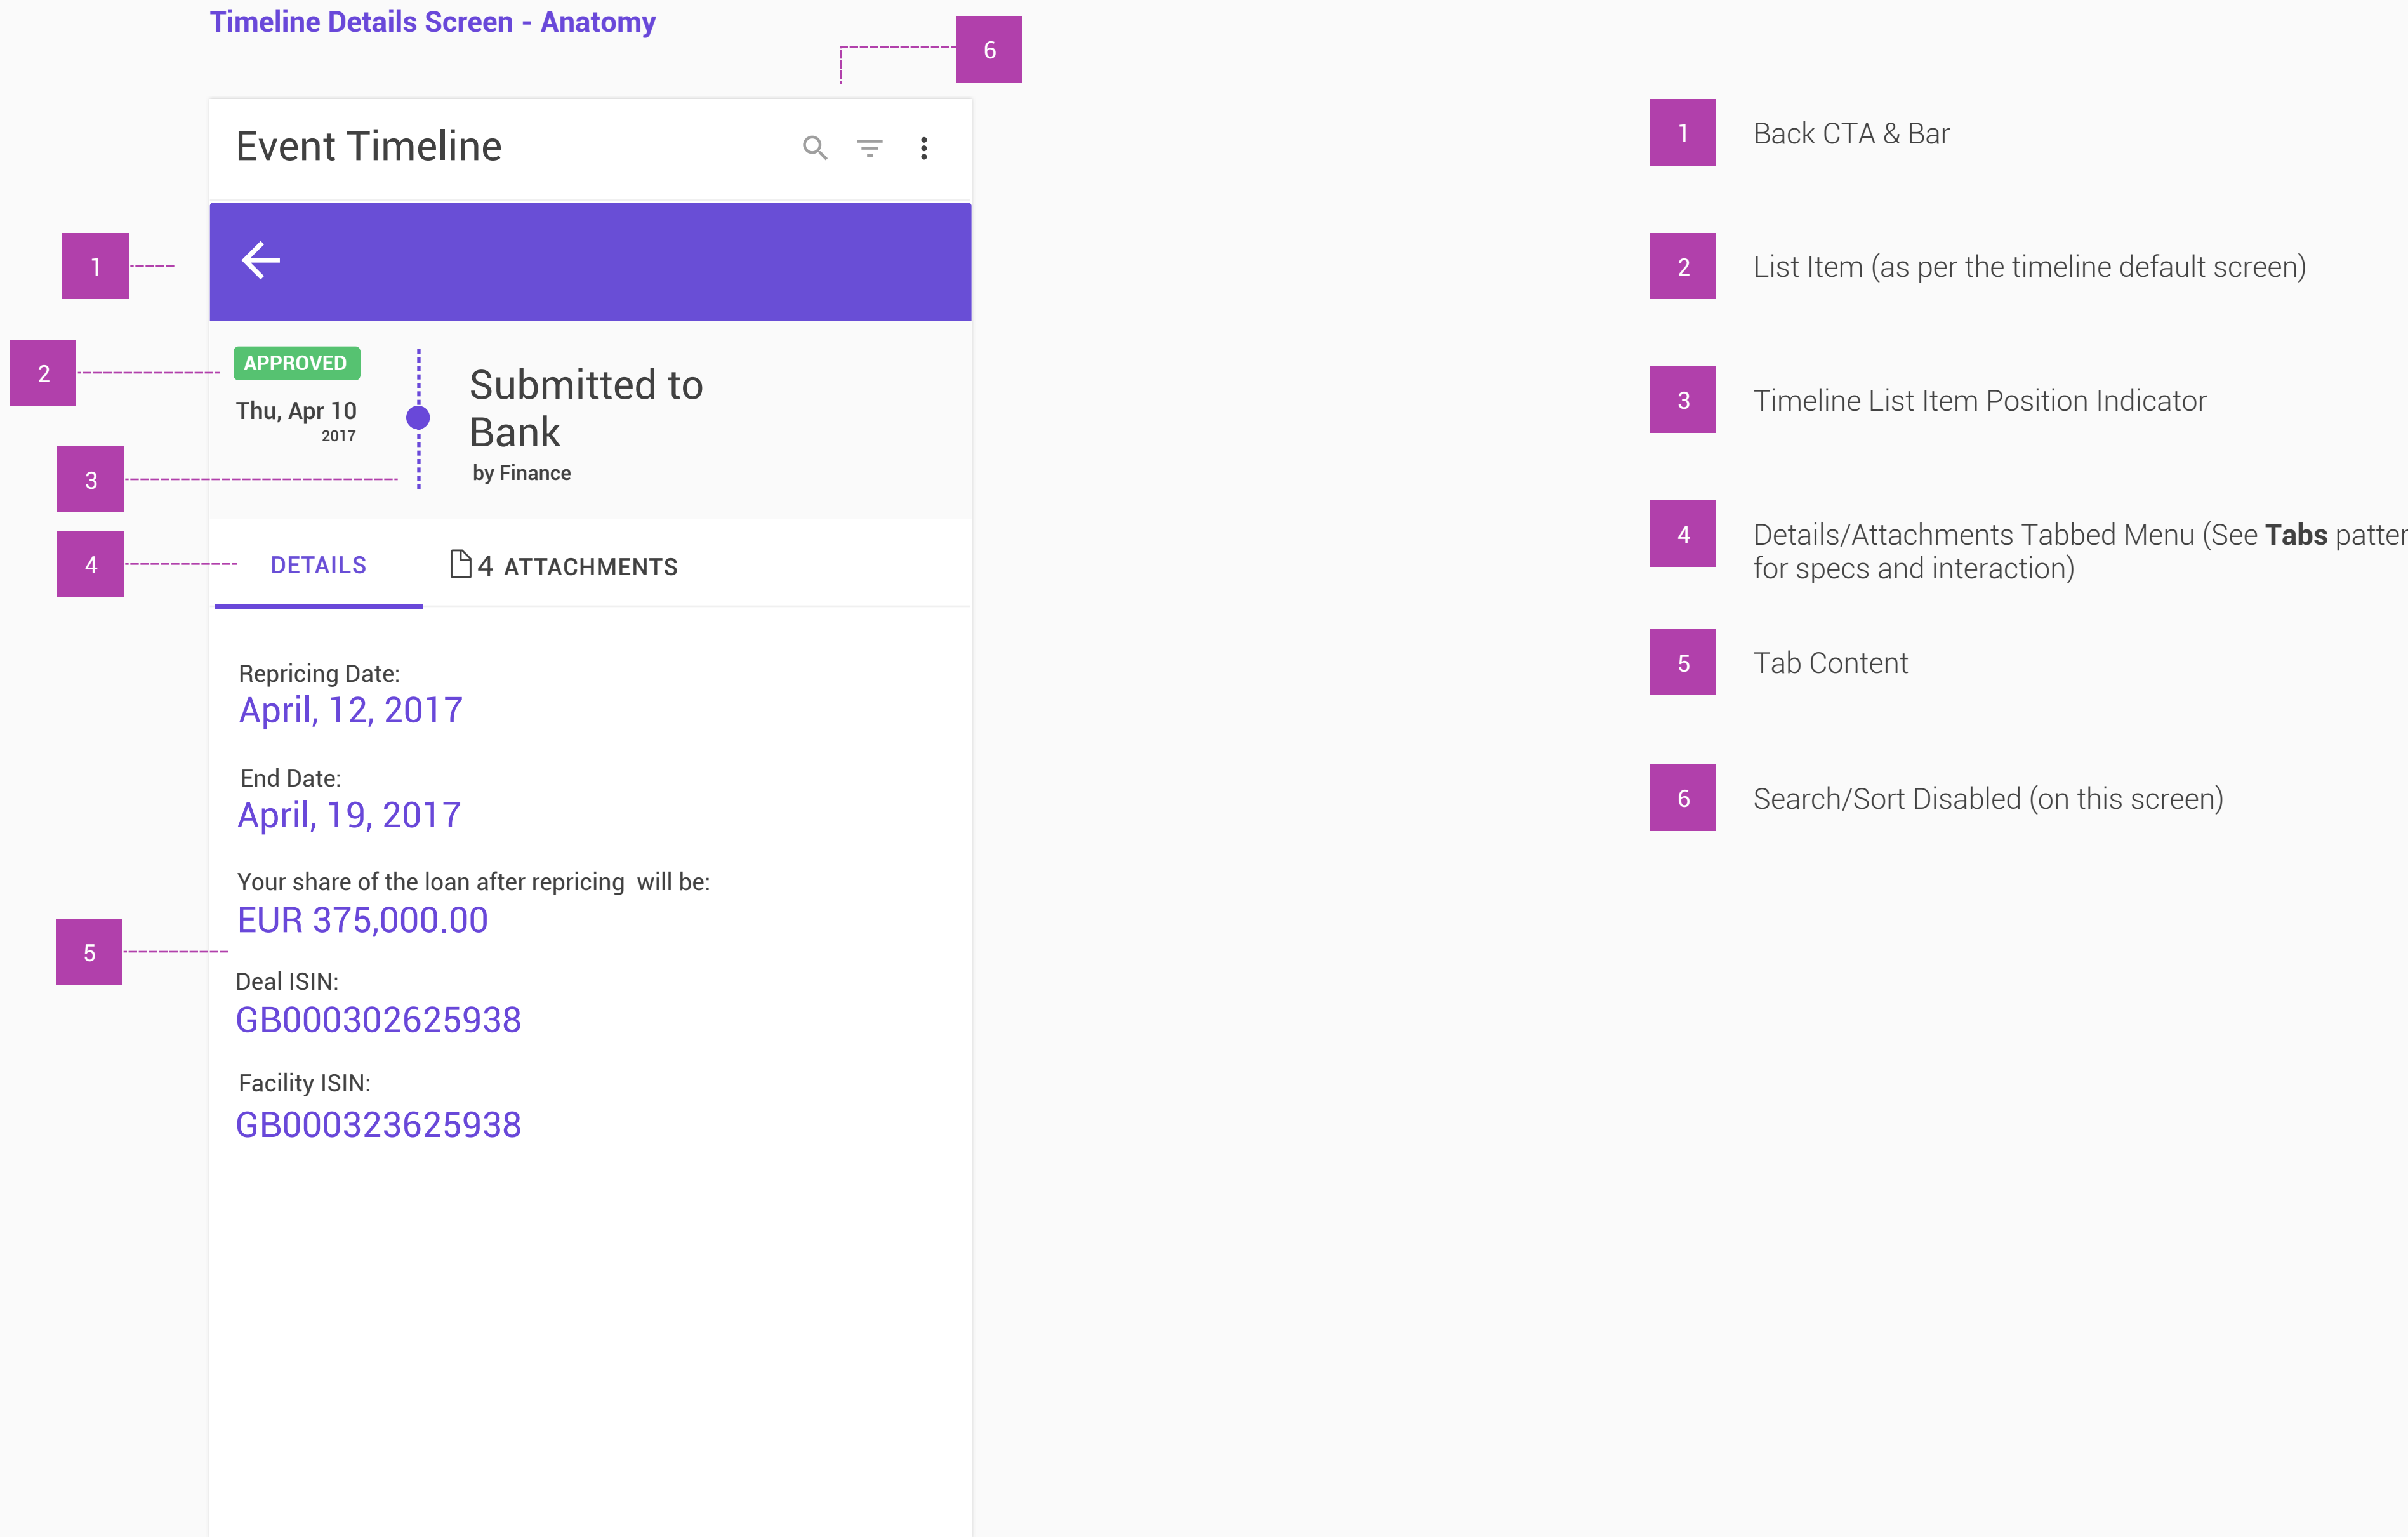 Timeline Details Screen - Anatomy
6
Event Timeline
1
2
APPROVED
Thu, Apr 10
2017
Submitted to
Bank
by Finance
3
4
DETAILS
4 ATTACHMENTS
Repricing Date:
April, 12, 2017
End Date:
April, 19, 2017
Your share of the loan after repricing  will be:
EUR 375,000.00
5
Deal ISIN:
GB000302625938
Facility ISIN:
GB000323625938
1 Back CTA & Bar
2 List Item (as per the timeline default screen)
3 Timeline List Item Position Indicator
4 Details/Attachments Tabbed Menu (See Tabs patter
for specs and interaction)
5 Tab Content
6 Search/Sort Disabled (on this screen)